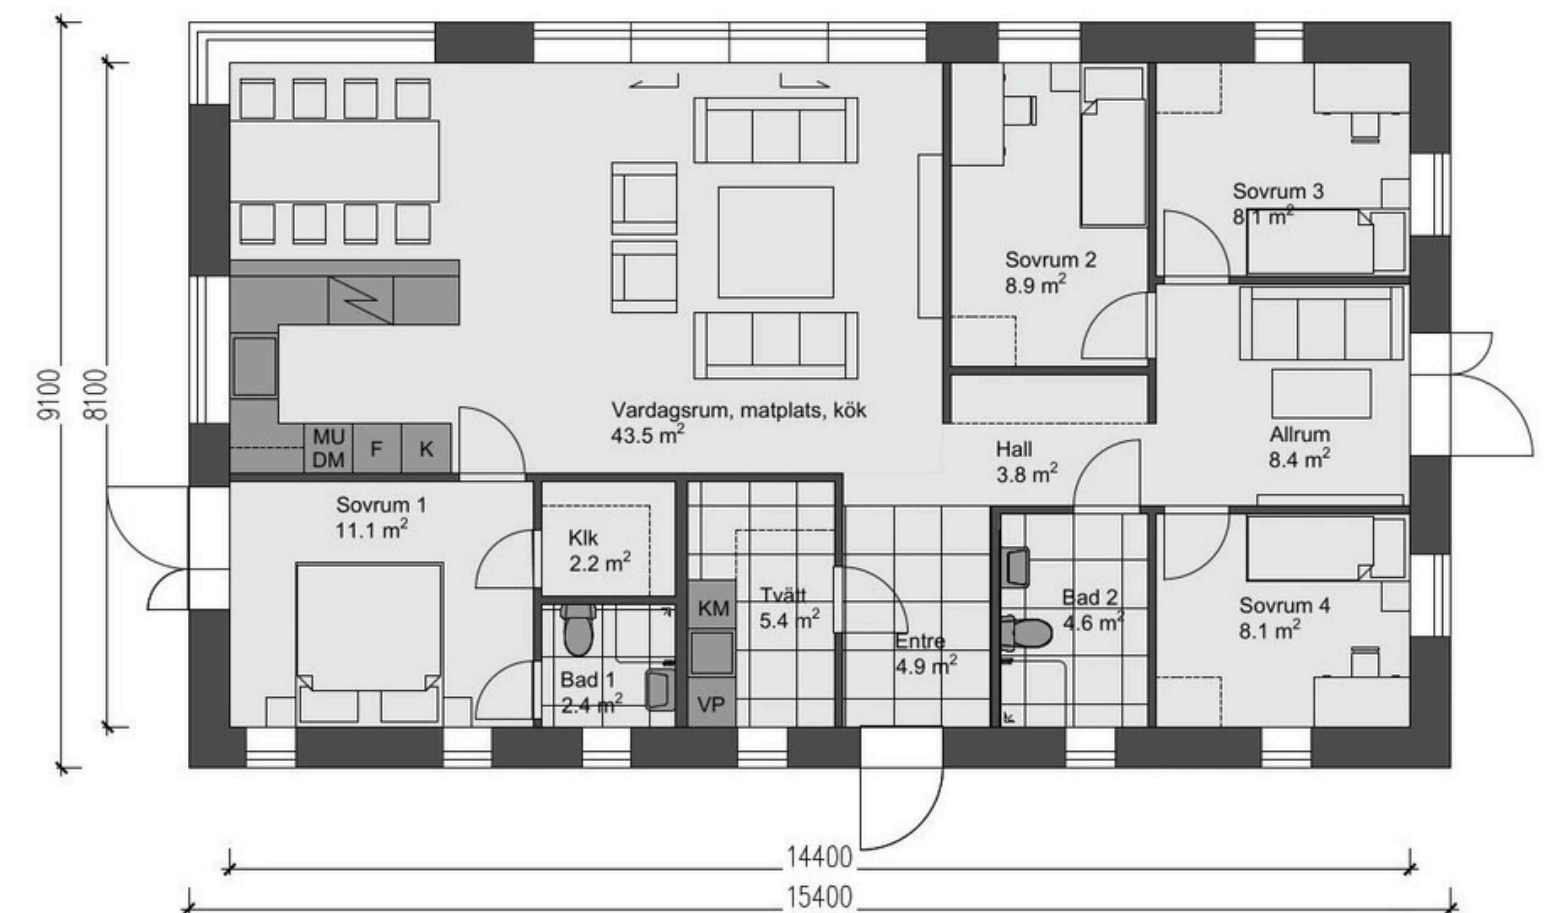 Sovrum 3
8.1 m²
Sovrum 2
8.9 m²
9100
8100
Vardagsrum, matplats, kök
43.5 m²
MU
DM
F
K
Hall
3.8 m²
Allrum
8.4 m²
Sovrum 1
11.1 m²
Klk
2.2 m²
KM
Tvätt
5.4 m²
Bad 2
4.6 m²
Sovrum 4
8.1 m²
Entre
4.9 m²
Bad 1
2.4 m²
VP
14400
15400